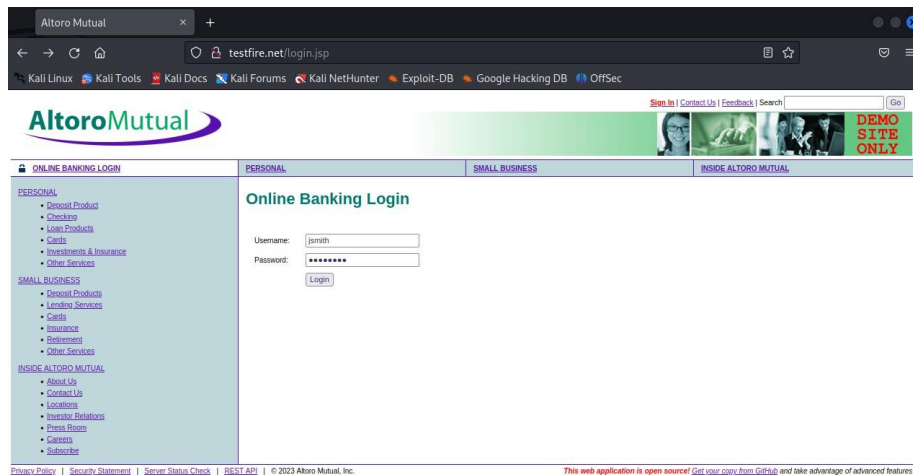 Altoro Mutual
testfire.net/login.jsp
Kali Linux Kali Tools Kali Docs Kali Forums Kali NetHunter Exploit-DB Google Hacking DB OffSec
Sign In | Contact Us | Feedback | Search Go
AltoroMutual
DEMO
SITE
ONLY
ONLINE BANKING LOGIN PERSONAL SMALL BUSINESS INSIDE ALTORO MUTUAL
PERSONAL
Deposit Product
Checking
Loan Products
Cards
Investments & Insurance
Other Services
SMALL BUSINESS
Deposit Products
Lending Services
Cards
Insurance
Retirement
Other Services
INSIDE ALTORO MUTUAL
About Us
Contact Us
Locations
Investor Relations
Press Room
Careers
Subscribe
Online Banking Login
Username: jsmith
Password: ••••••••
Login
Privacy Policy | Security Statement | Server Status Check | REST API | © 2023 Altoro Mutual, Inc. This web application is open source! Get your copy from GitHub and take advantage of advanced features